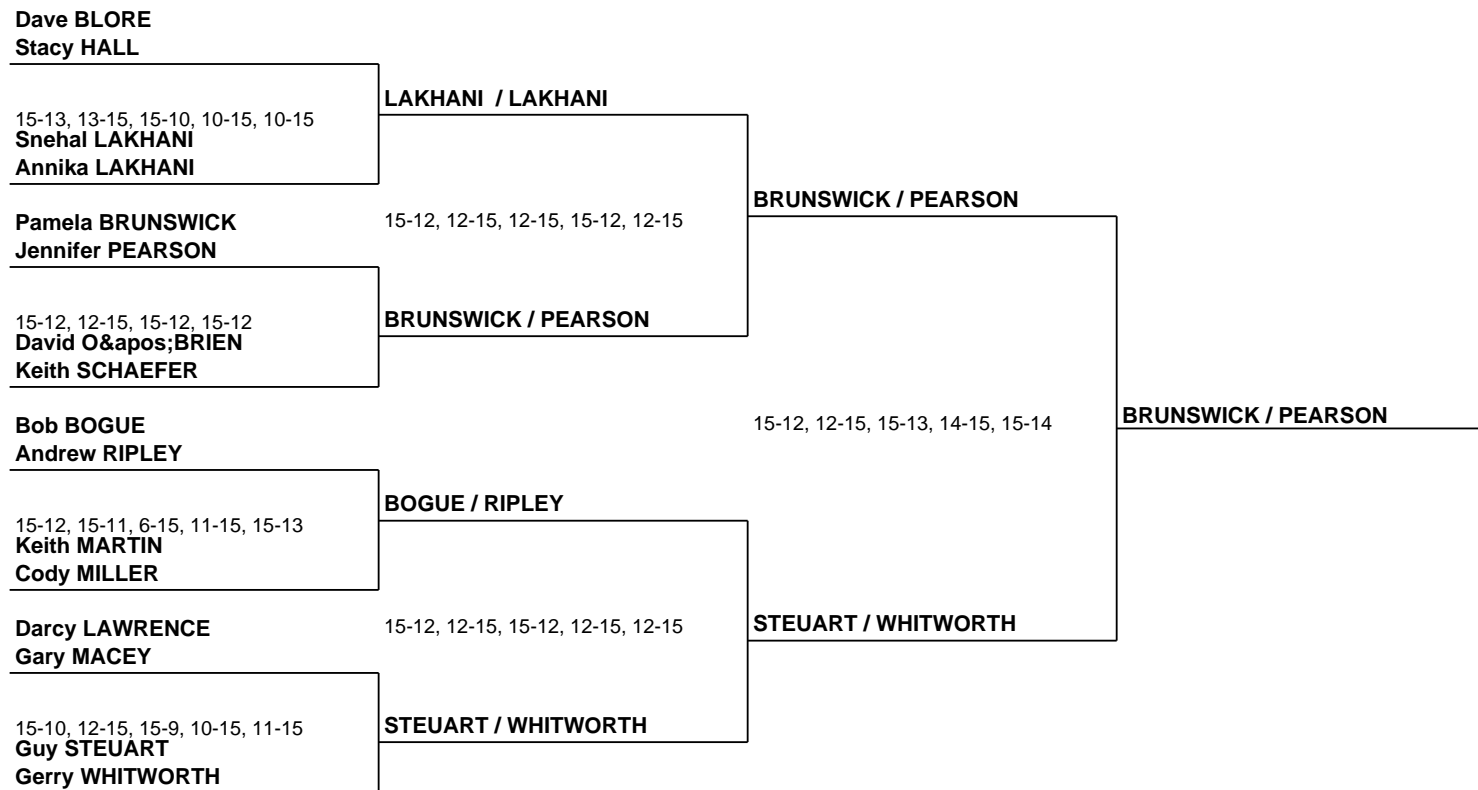 Dave BLORE
Stacy HALL
15-13, 13-15, 15-10, 10-15, 10-15
Snehal LAKHANI
Annika LAKHANI
Pamela BRUNSWICK
Jennifer PEARSON
15-12, 12-15, 15-12, 15-12
David O&apos;BRIEN
Keith SCHAEFER
Bob BOGUE
Andrew RIPLEY
15-12, 15-11, 6-15, 11-15, 15-13
Keith MARTIN
Cody MILLER
Darcy LAWRENCE
Gary MACEY
15-10, 12-15, 15-9, 10-15, 11-15
Guy STEUART
Gerry WHITWORTH
LAKHANI  / LAKHANI
15-12, 12-15, 12-15, 15-12, 12-15
BRUNSWICK / PEARSON
BOGUE / RIPLEY
15-12, 12-15, 15-12, 12-15, 12-15
STEUART / WHITWORTH
BRUNSWICK / PEARSON
15-12, 12-15, 15-13, 14-15, 15-14
STEUART / WHITWORTH
BRUNSWICK / PEARSON